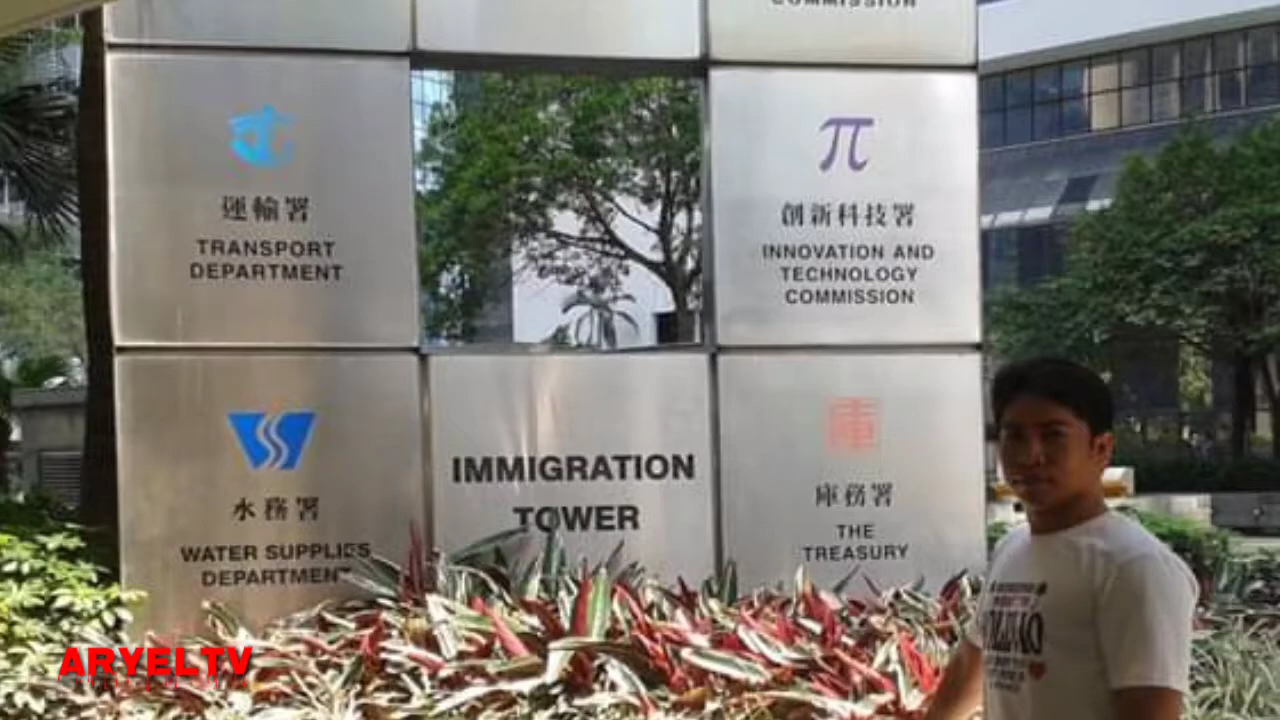 COMMISSION
運輸署
TRANSPORT
DEPARTMENT
π
創新科技署
INNOVATION AND
TECHNOLOGY
COMMISSION
水務署
WATER SUPPLIES
DEPARTMENT
IMMIGRATION
TOWER
庫
庫務署
THE
TREASURY
ARYELTV